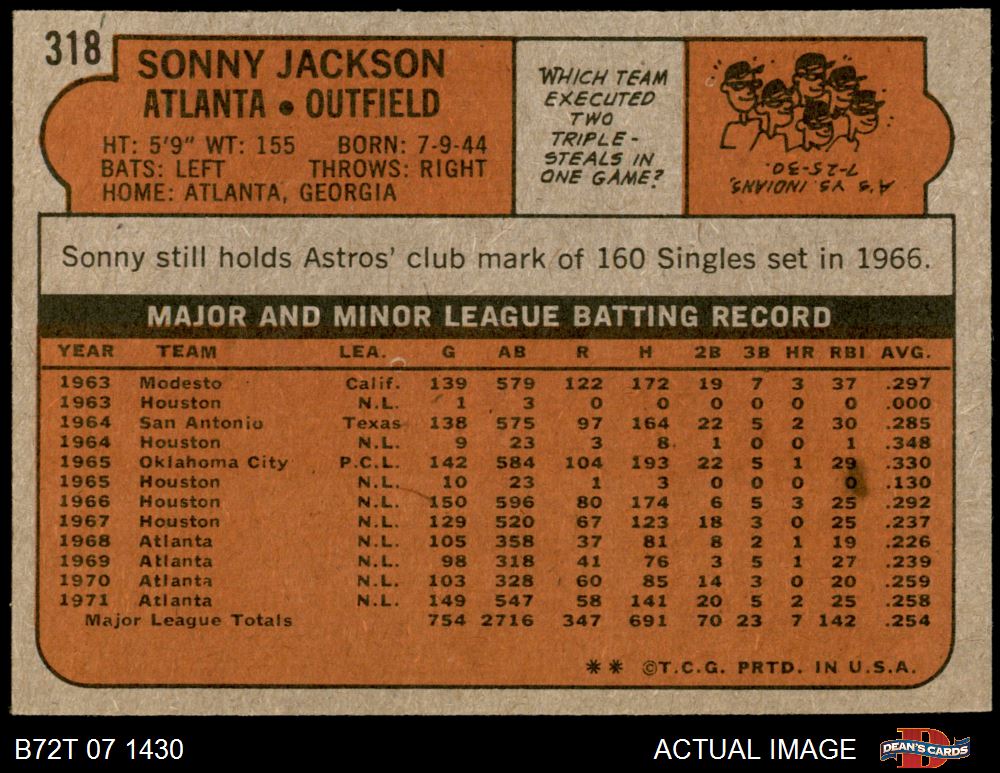 318
SONNY JACKSON
ATLANTA • OUTFIELD
HT: 5'9" WT: 155 BORN: 7-9-44
BATS: LEFT THROWS: RIGHT
HOME: ATLANTA, GEORGIA
WHICH TEAM
EXECUTED
TWO
TRIPLE-
STEALS IN
ONE GAME?
A's VS. INDIANS,
7-25-30.
Sonny still holds Astros' club mark of 160 Singles set in 1966.
MAJOR AND MINOR LEAGUE BATTING RECORD
YEAR TEAM LEA. G AB R H 2B 3B HR RBI AVG.
1963 Modesto Calif. 139 579 122 172 19 7 3 37 .297
1963 Houston N.L. 1 3 0 0 0 0 0 0 .000
1964 San Antonio Texas 138 575 97 164 22 5 2 30 .285
1964 Houston N.L. 9 23 3 8 1 0 0 1 .348
1965 Oklahoma City P.C.L. 142 584 104 193 22 5 1 29 .330
1965 Houston N.L. 10 23 1 3 0 0 0 0 .130
1966 Houston N.L. 150 596 80 174 6 5 3 25 .292
1967 Houston N.L. 129 520 67 123 18 3 0 25 .237
1968 Atlanta N.L. 105 358 37 81 8 2 1 19 .226
1969 Atlanta N.L. 98 318 41 76 3 5 1 27 .239
1970 Atlanta N.L. 103 328 60 85 14 3 0 20 .259
1971 Atlanta N.L. 149 547 58 141 20 5 2 25 .258
Major League Totals 754 2716 347 691 70 23 7 142 .254
** ©T.C.G. PRTD. IN U.S.A.
B72T 07 1430 ACTUAL IMAGE DEAN'S CARDS